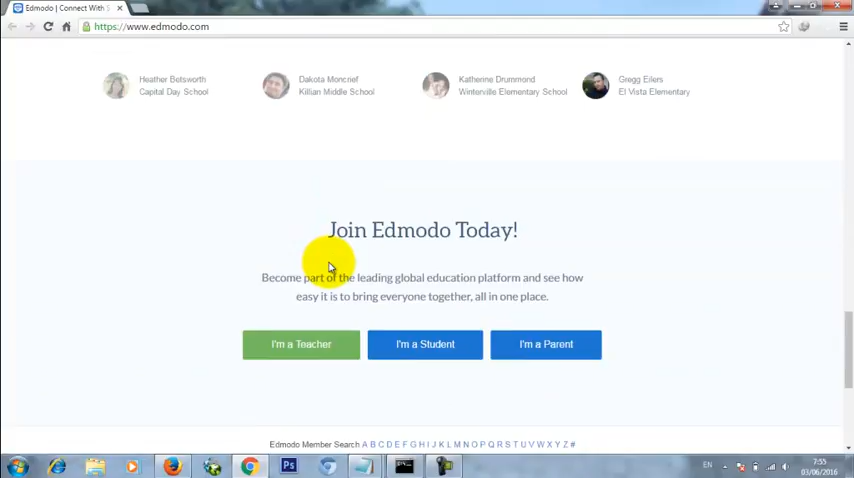 Edmodo | Connect With S
https://www.edmodo.com
Heather Betsworth
Capital Day School
Dakota Moncrief
Killian Middle School
Katherine Drummond
Winterville Elementary School
Gregg Eilers
El Vista Elementary
Join Edmodo Today!
Become part of the leading global education platform and see how
easy it is to bring everyone together, all in one place.
I'm a Teacher
I'm a Student
I'm a Parent
Edmodo Member Search A B C D E F G H I J K L M N O P Q R S T U V W X Y Z #
Ps
EN
7:55
03/06/2016